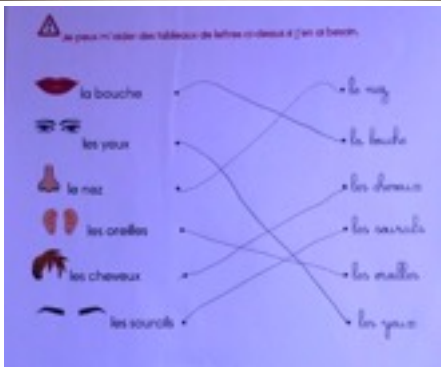 Je peux m'aider des tableaux de lettres ci-dessus si j'en ai besoin.
la bouche
le nez
les yeux
la bouche
le nez
les cheveux
les oreilles
les sourcils
les cheveux
les oreilles
les sourcils
les yeux